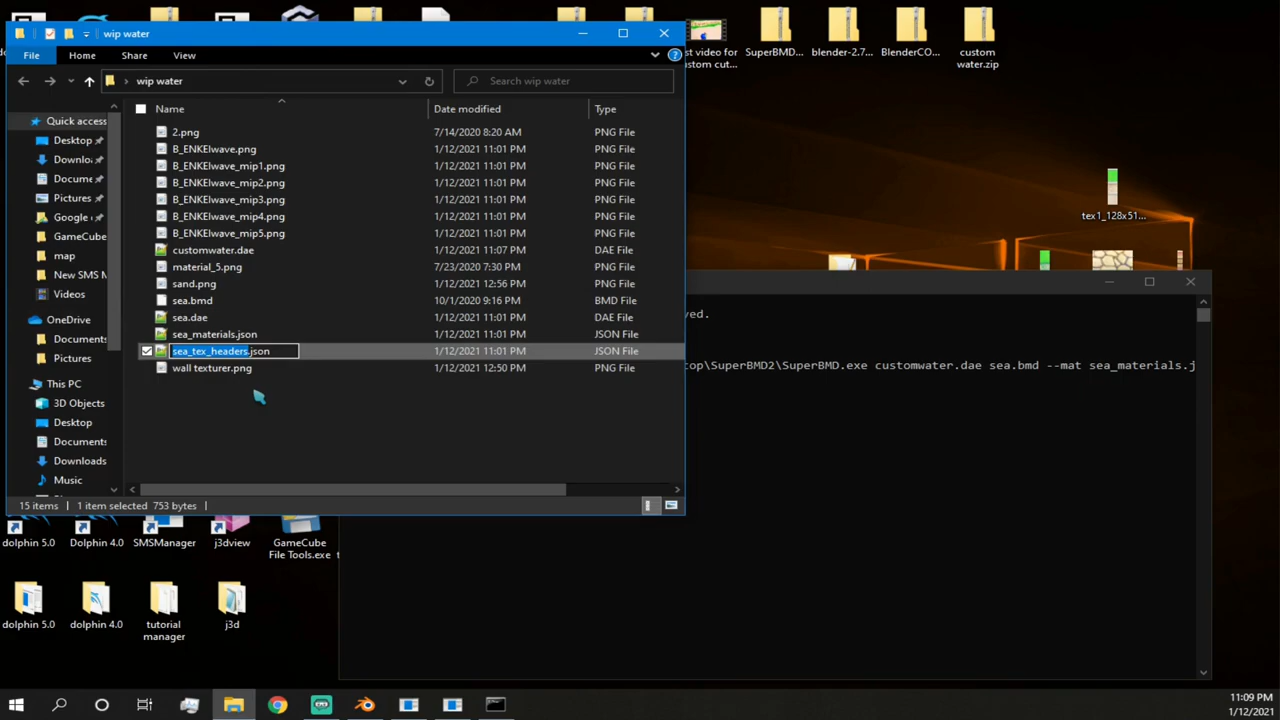 wip water
File
Home
Share
View
wip water
Search wip water
Name
Date modified
Type
Quick access
Desktop
Docume
Pictures
Google
GameCube
map
New SMS M
Videos
OneDrive
Documents
Pictures
This PC
3D Objects
Desktop
Documents
Downloads
Music
2.png 7/14/2020 8:20 AM PNG File
B_ENKEIwave.png 1/12/2021 11:01 PM PNG File
B_ENKEIwave_mip1.png 1/12/2021 11:01 PM PNG File
B_ENKEIwave_mip2.png 1/12/2021 11:01 PM PNG File
B_ENKEIwave_mip3.png 1/12/2021 11:01 PM PNG File
B_ENKEIwave_mip4.png 1/12/2021 11:01 PM PNG File
B_ENKEIwave_mip5.png 1/12/2021 11:01 PM PNG File
customwater.dae 1/12/2021 11:07 PM DAE File
material_5.png 7/23/2020 7:30 PM PNG File
sand.png 1/12/2021 12:56 PM PNG File
sea.bmd 10/1/2020 9:16 PM BMD File
sea.dae 1/12/2021 11:01 PM DAE File
sea_materials.json 1/12/2021 11:01 PM JSON File
sea_tex_headers.json 1/12/2021 11:01 PM JSON File
wall texturer.png 1/12/2021 12:50 PM PNG File
15 items
1 item selected 753 bytes
st video for
stom cut...
SuperBMD...
blender-2.7...
BlenderCO...
custom
water.zip
tex1_128x51...
ved.
top\SuperBMD2\SuperBMD.exe customwater.dae sea.bmd --mat sea_materials.j
dolphin 5.0
Dolphin 4.0
SMSManager
j3dview
GameCube
File Tools.exe
dolphin 5.0
dolphin 4.0
tutorial
manager
j3d
11:09 PM
1/12/2021